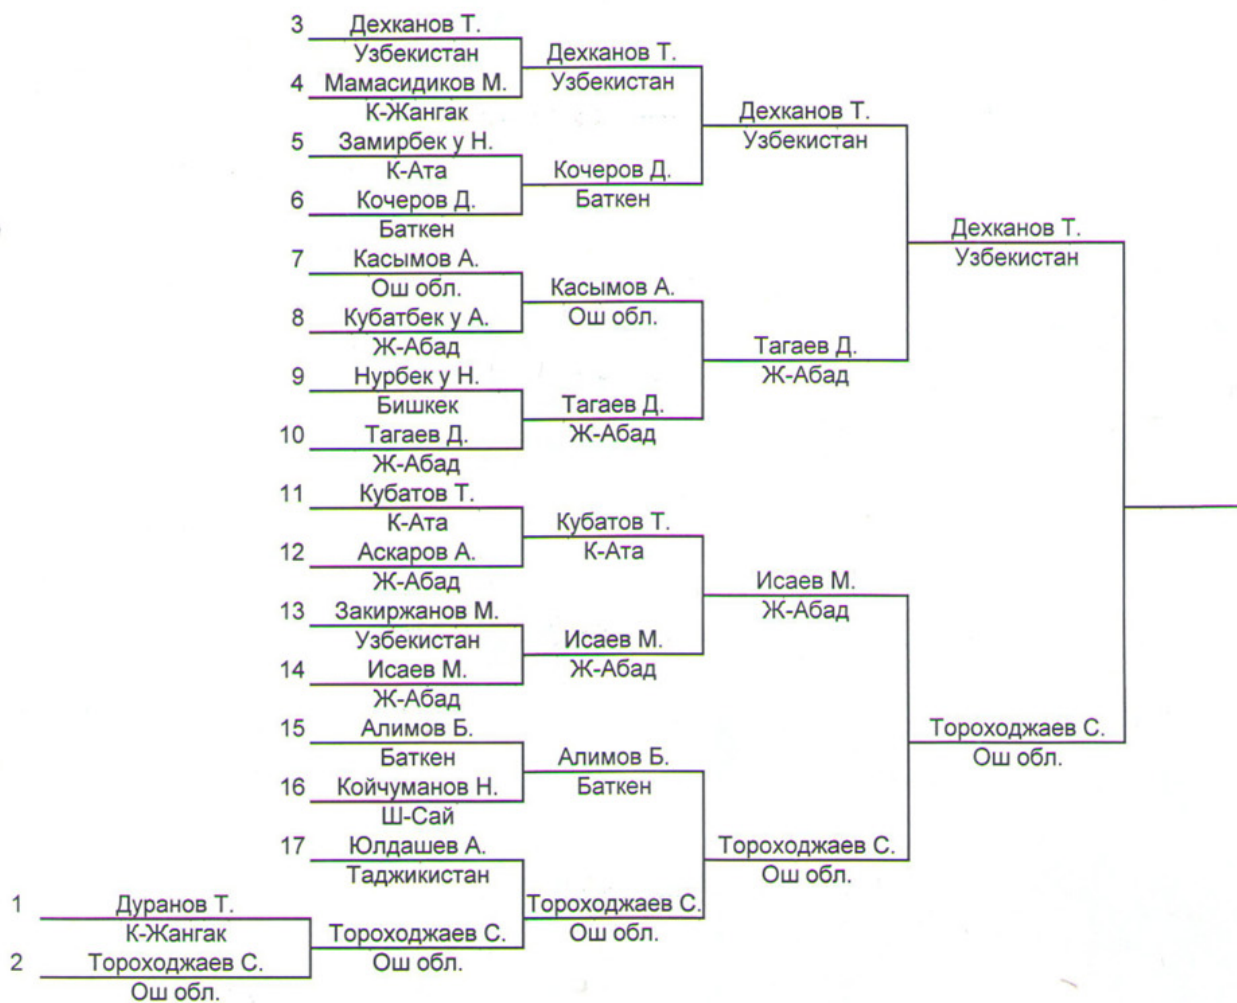 3 Дехканов Т.
Узбекистан
4 Мамасидиков М.
К-Жангак
5 Замирбек у Н.
К-Ата
6 Кочеров Д.
Баткен
7 Касымов А.
Ош обл.
8 Кубатбек у А.
Ж-Абад
9 Нурбек у Н.
Бишкек
10 Тагаев Д.
Ж-Абад
11 Кубатов Т.
К-Ата
12 Аскаров А.
Ж-Абад
13 Закиржанов М.
Узбекистан
14 Исаев М.
Ж-Абад
15 Алимов Б.
Баткен
16 Койчуманов Н.
Ш-Сай
17 Юлдашев А.
Таджикистан
1 Дуранов Т.
К-Жангак
2 Тороходжаев С.
Ош обл.
Тороходжаев С.
Ош обл.
Дехканов Т.
Узбекистан
Кочеров Д.
Баткен
Касымов А.
Ош обл.
Тагаев Д.
Ж-Абад
Кубатов Т.
К-Ата
Исаев М.
Ж-Абад
Алимов Б.
Баткен
Тороходжаев С.
Ош обл.
Дехканов Т.
Узбекистан
Тагаев Д.
Ж-Абад
Исаев М.
Ж-Абад
Тороходжаев С.
Ош обл.
Дехканов Т.
Узбекистан
Тороходжаев С.
Ош обл.